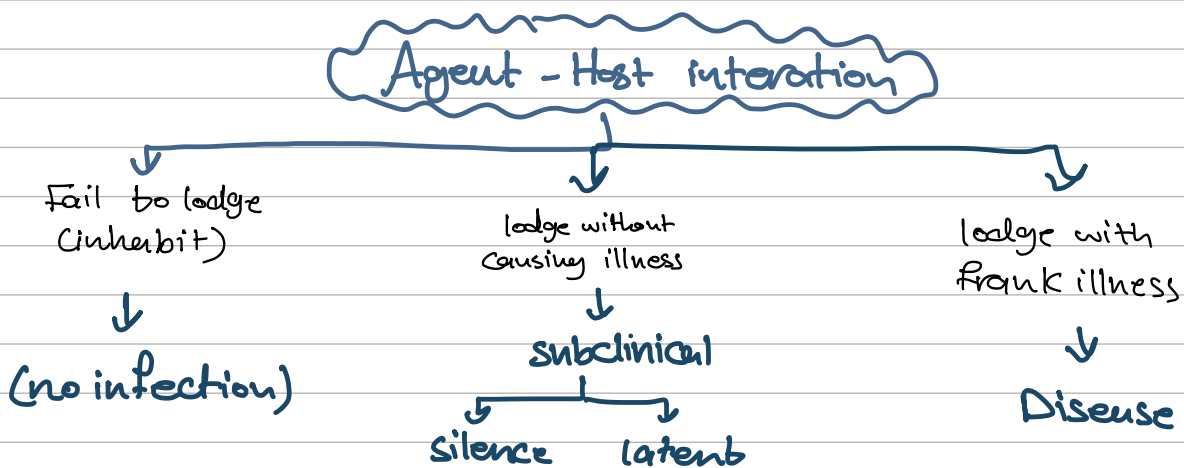 Agent - Host interation
Fail to lodge
(inhabit)
(no infection)
lodge without
causing illness
subclinical
silence latent
lodge with
frank illness
Disease